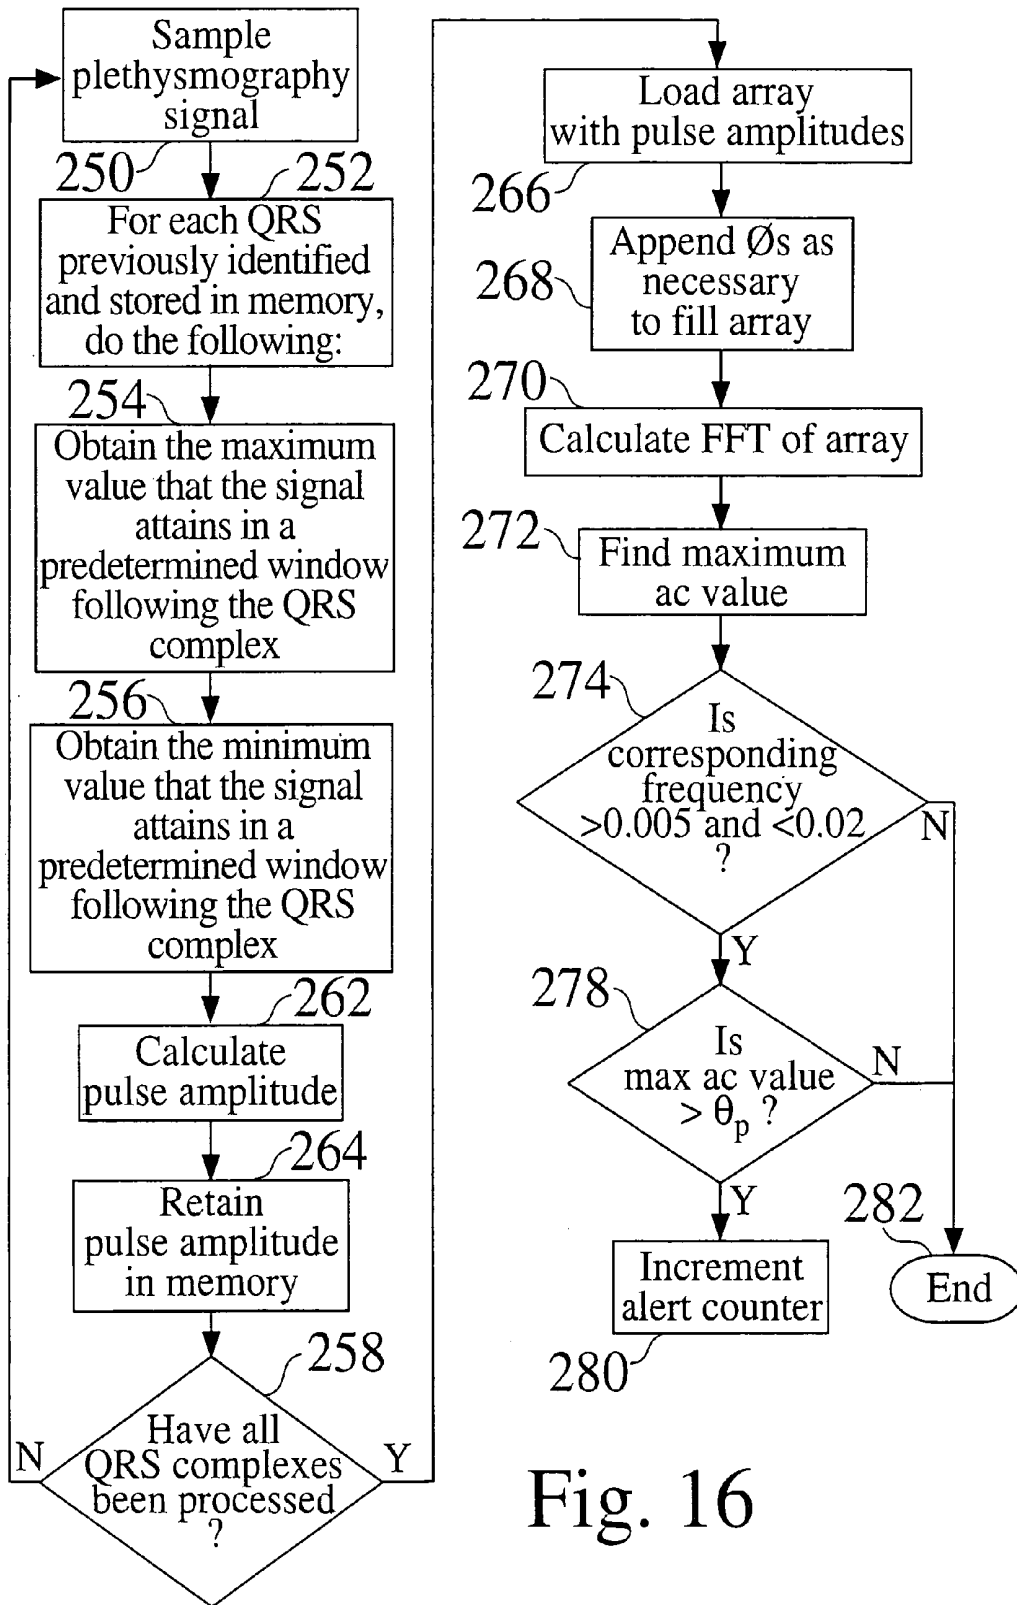 Sample
plethysmography
signal
250
252
For each QRS
previously identified
and stored in memory,
do the following:
254
Obtain the maximum
value that the signal
attains in a
predetermined window
following the QRS
complex
256
Obtain the minimum
value that the signal
attains in a
predetermined window
following the QRS
complex
262
Calculate
pulse amplitude
264
Retain
pulse amplitude
in memory
258
Have all
QRS complexes
been processed
?
N
Y
Load array
with pulse amplitudes
266
Append Øs as
necessary
to fill array
268
270
Calculate FFT of array
272
Find maximum
ac value
274
Is
corresponding
frequency
>0.005 and <0.02
?
N
Y
278
Is
max ac value
> θp ?
N
Y
Increment
alert counter
280
282
End
Fig. 16